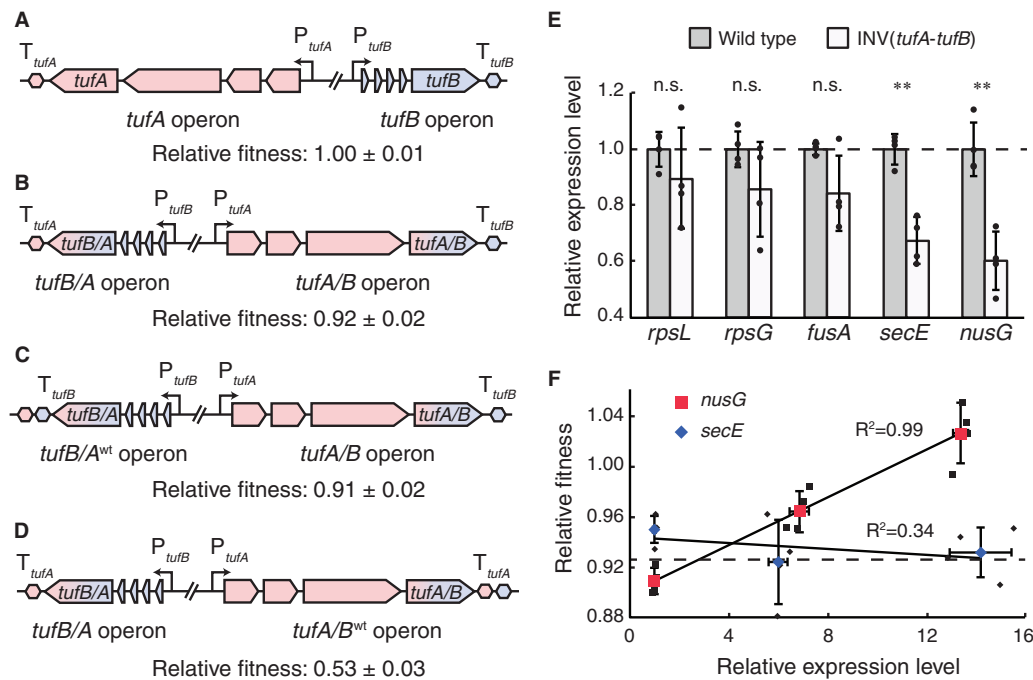 A
T tufA
P tufA
P tufB
T tufB
tufA
tufB
tufA operon
tufB operon
Relative fitness: 1.00 ± 0.01
B
T tufA
P tufB
P tufA
T tufB
tufB/A
tufA/B
tufB/A operon
tufA/B operon
Relative fitness: 0.92 ± 0.02
C
T tufB
P tufB
P tufA
T tufB
tufB/A
tufA/B
tufB/Aʷᵗ operon
tufA/B operon
Relative fitness: 0.91 ± 0.02
D
T tufA
P tufB
P tufA
T tufA
tufB/A
tufA/B
tufB/A operon
tufA/Bʷᵗ operon
Relative fitness: 0.53 ± 0.03
E
Wild type
INV(tufA-tufB)
n.s.
n.s.
n.s.
**
**
Relative expression level
1.2
1.0
0.8
0.6
0.4
rpsL
rpsG
fusA
secE
nusG
F
nusG
secE
R²=0.99
R²=0.34
Relative fitness
1.04
1.00
0.96
0.92
0.88
0
4
8
12
16
Relative expression level